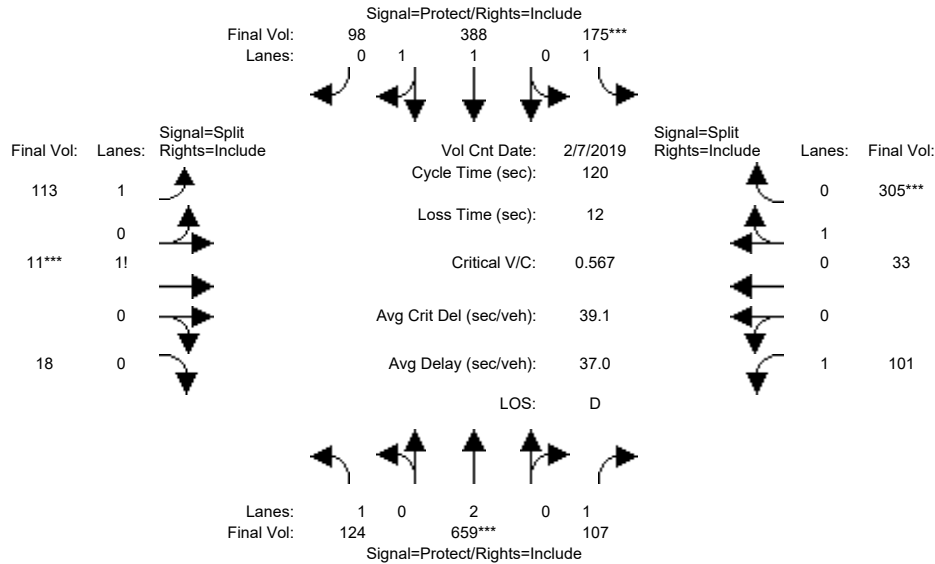 Signal=Protect/Rights=Include
Final Vol: 98 388 175***
Lanes: 0 1 1 0 1
Signal=Split
Final Vol: Lanes: Rights=Include
Vol Cnt Date: 2/7/2019
Signal=Split
Rights=Include Lanes: Final Vol:
Cycle Time (sec): 120
113 1
0 305***
Loss Time (sec): 12
0
1
11*** 1!
Critical V/C: 0.567
0 33
0
Avg Crit Del (sec/veh): 39.1
0
18 0
Avg Delay (sec/veh): 37.0
1 101
LOS: D
Lanes: 1 0 2 0 1
Final Vol: 124 659*** 107
Signal=Protect/Rights=Include